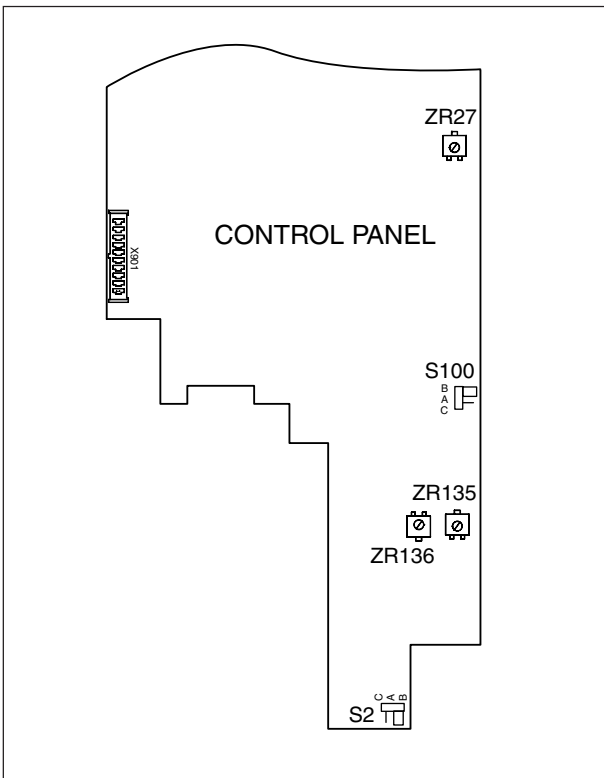 ZR27
CONTROL PANEL
X901
S100
B
A
C
ZR135
ZR136
C A B
S2